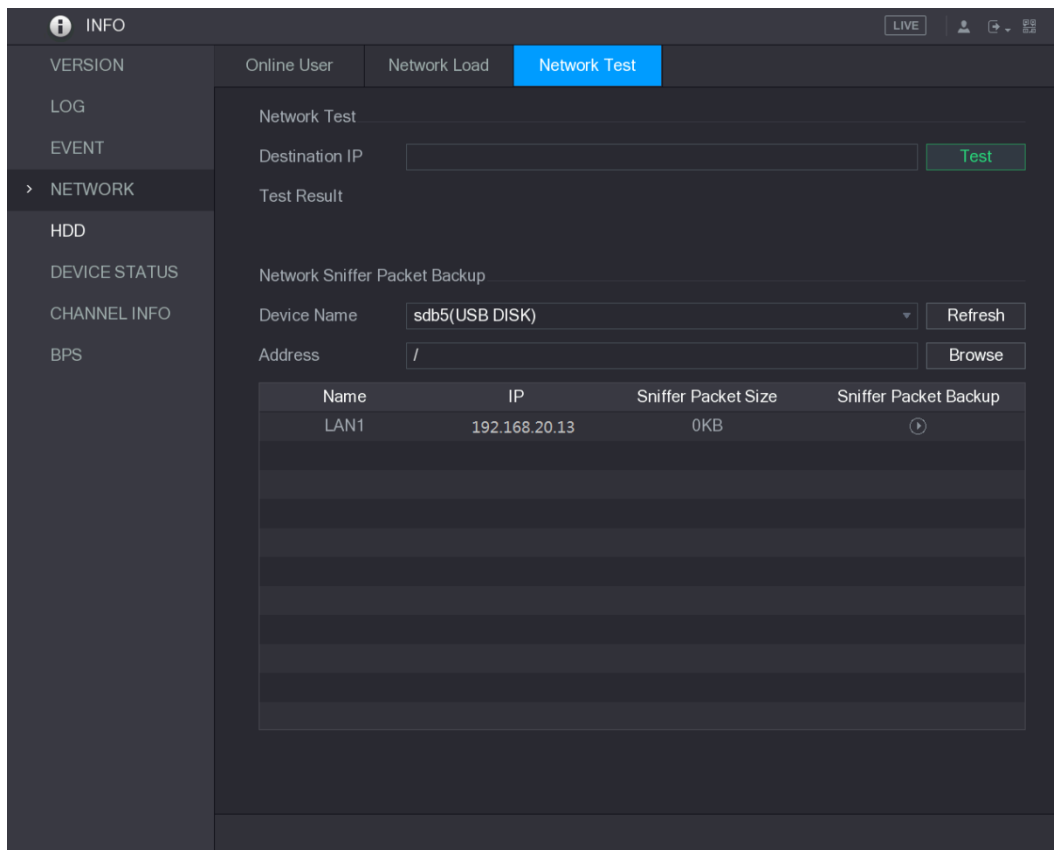 INFO
LIVE
VERSION
LOG
EVENT
NETWORK
HDD
DEVICE STATUS
CHANNEL INFO
BPS
Online User Network Load Network Test
Network Test
Destination IP Test
Test Result
Network Sniffer Packet Backup
Device Name sdb5(USB DISK) Refresh
Address / Browse
Name IP Sniffer Packet Size Sniffer Packet Backup
LAN1 192.168.20.13 0KB